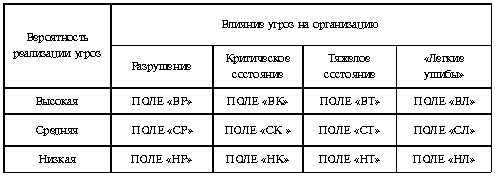 Вероятность
реализации угроз
Влияние угроз на организацию
Разрушение
Критическое
состояние
Тяжелое
состояние
«Легкие
ушибы»
Высокая ПОЛЕ «ВР» ПОЛЕ «ВК» ПОЛЕ «ВТ» ПОЛЕ «ВЛ»
Средняя ПОЛЕ «СР» ПОЛЕ «СК » ПОЛЕ «СТ» ПОЛЕ «СЛ»
Низкая ПОЛЕ «НР» ПОЛЕ «НК» ПОЛЕ «НТ» ПОЛЕ «НЛ»